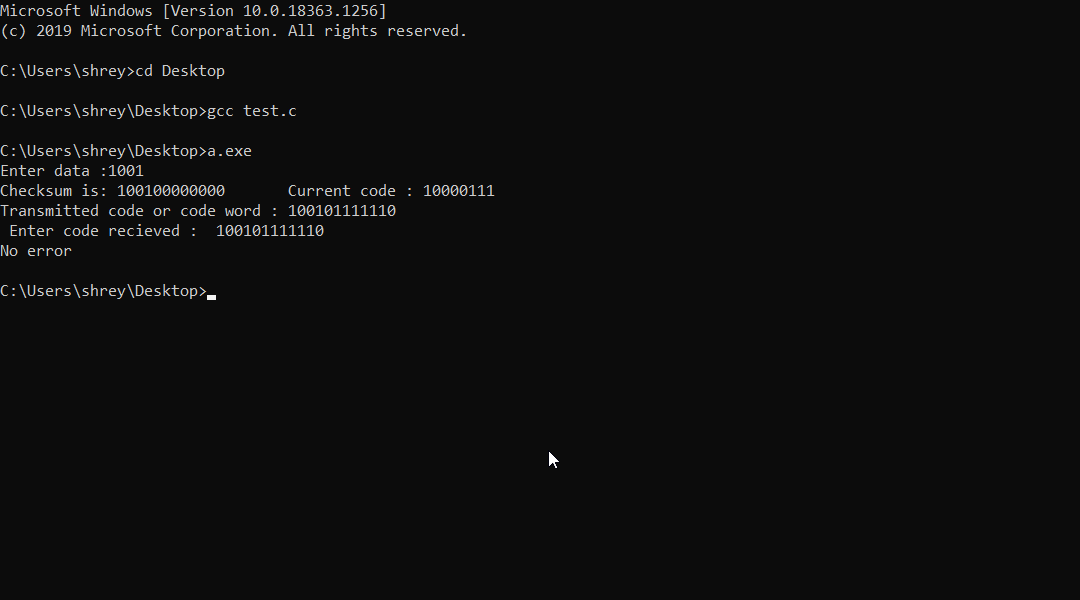 Microsoft Windows [Version 10.0.18363.1256]
(c) 2019 Microsoft Corporation. All rights reserved.
C:\Users\shrey>cd Desktop
C:\Users\shrey\Desktop>gcc test.c
C:\Users\shrey\Desktop>a.exe
Enter data :1001
Checksum is: 100100000000       Current code : 10000111
Transmitted code or code word : 100101111110
 Enter code recieved :  100101111110
No error
C:\Users\shrey\Desktop>